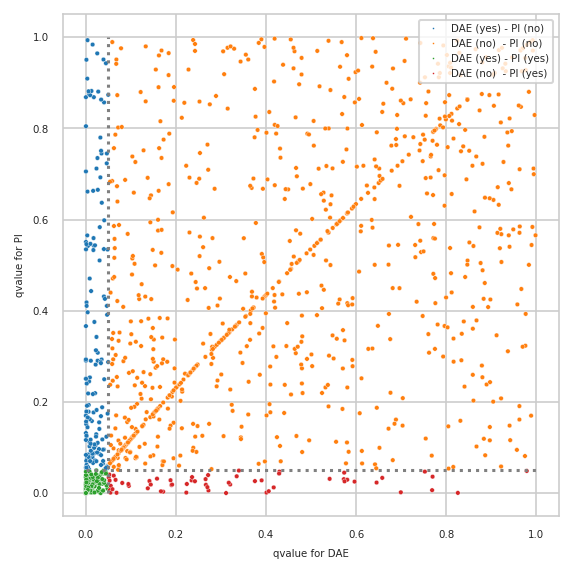 1.0
0.8
0.6
0.4
0.2
0.0
qvalue for PI
DAE (yes) - PI (no)
DAE (no)  - PI (no)
DAE (yes) - PI (yes)
DAE (no)  - PI (yes)
0.0 0.2 0.4 0.6 0.8 1.0
qvalue for DAE